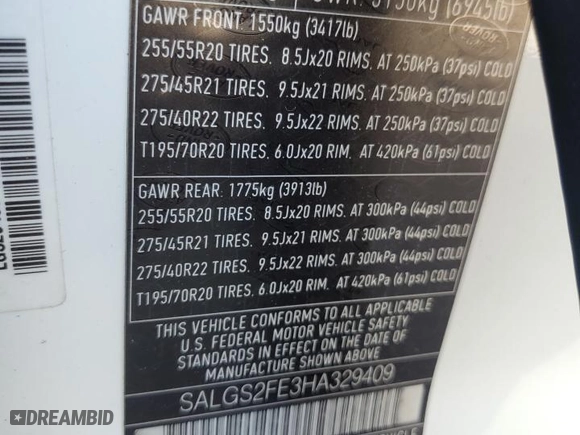 GAWR FRONT 1550kg (3417lb)
255/55R20 TIRES. 8.5Jx20 RIMS. AT 250kPa (37psi) COLD
275/45R21 TIRES. 9.5Jx21 RIMS. AT 250kPa (37psi) COLD
275/40R22 TIRES. 9.5Jx22 RIMS. AT 250kPa (37psi) COLD
T195/70R20 TIRES. 6.0Jx20 RIM. AT 420kPa (61psi) COLD
GAWR REAR: 1775kg (3913lb)
255/55R20 TIRES. 8.5Jx20 RIMS. AT 300kPa (44psi) COLD
275/45R21 TIRES. 9.5Jx21 RIMS. AT 300kPa (44psi) COLD
275/40R22 TIRES. 9.5Jx22 RIMS. AT 300kPa (44psi) COLD
T195/70R20 TIRES. 6.0Jx20 RIM. AT 420kPa (61psi) COLD
THIS VEHICLE CONFORMS TO ALL APPLICABLE
U.S. FEDERAL MOTOR VEHICLE SAFETY
STANDARDS IN EFFECT ON THE DATE OF
MANUFACTURE SHOWN ABOVE.
SALGS2FE3HA329409
VEHICLE
DREAMBID